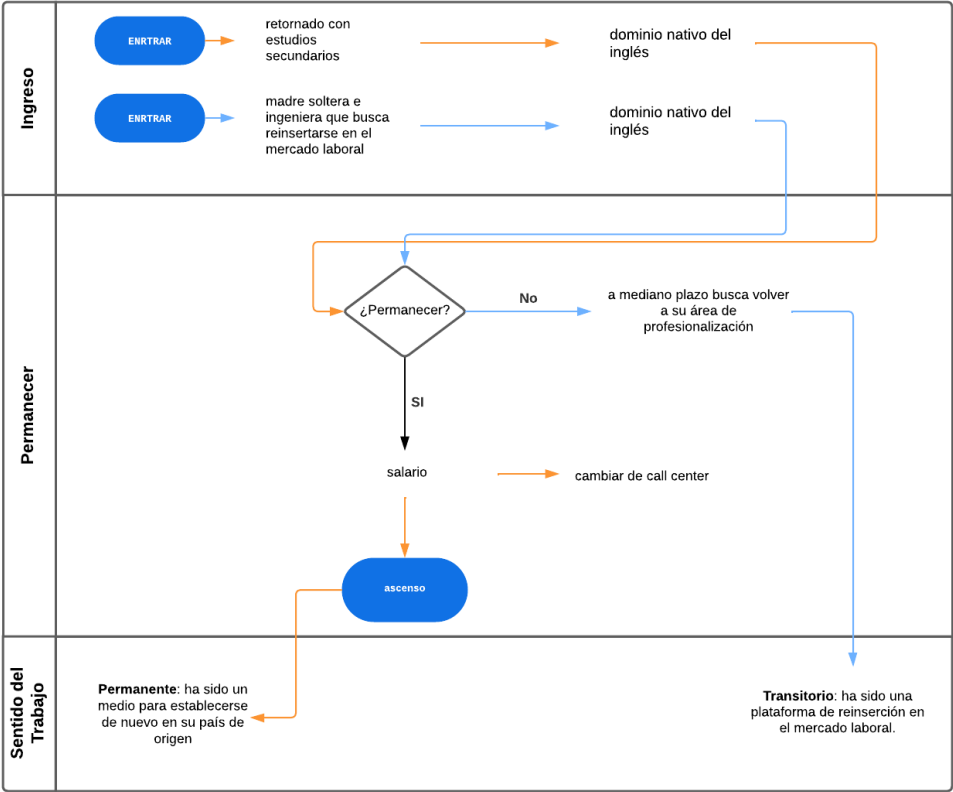 Ingreso
ENRTRAR
retornado con
estudios
secundarios
dominio nativo del
inglés
ENRTRAR
madre soltera e
ingeniera que busca
reinsertarse en el
mercado laboral
dominio nativo del
inglés
Permanecer
¿Permanecer?
No
a mediano plazo busca volver
a su área de
profesionalización
SI
salario
cambiar de call center
ascenso
Sentido del
Trabajo
Permanente: ha sido un
medio para establecerse
de nuevo en su país de
origen
Transitorio: ha sido una
plataforma de reinserción en
el mercado laboral.